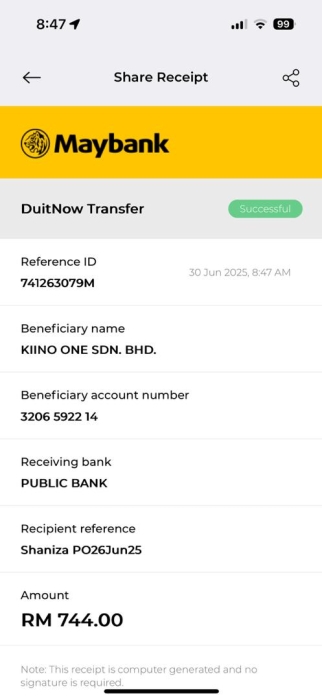 8:47
99
Share Receipt
Maybank
DuitNow Transfer
Successful
Reference ID
30 Jun 2025, 8:47 AM
741263079M
Beneficiary name
KIINO ONE SDN. BHD.
Beneficiary account number
3206 5922 14
Receiving bank
PUBLIC BANK
Recipient reference
Shaniza PO26Jun25
Amount
RM 744.00
Note: This receipt is computer generated and no
signature is required.